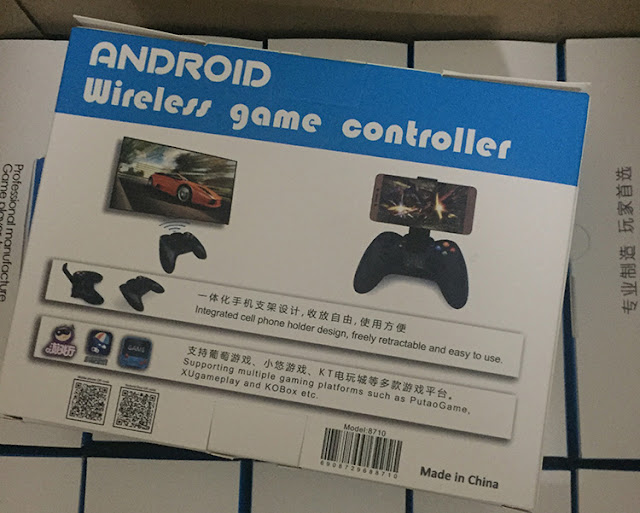 ANDROID
Wireless game controller
一体化手机支架设计,收放自由,使用方便
Integrated cell phone holder design, freely retractable and easy to use.
支持葡萄游戏、小悠游戏、KT电玩城等多款游戏平台。
Supporting multiple gaming platforms such as PutaoGame,
XUgameplay and KOBox etc.
Model:8710
6908729688710
Made in China
Professional manufacture
专业制造 玩家首选